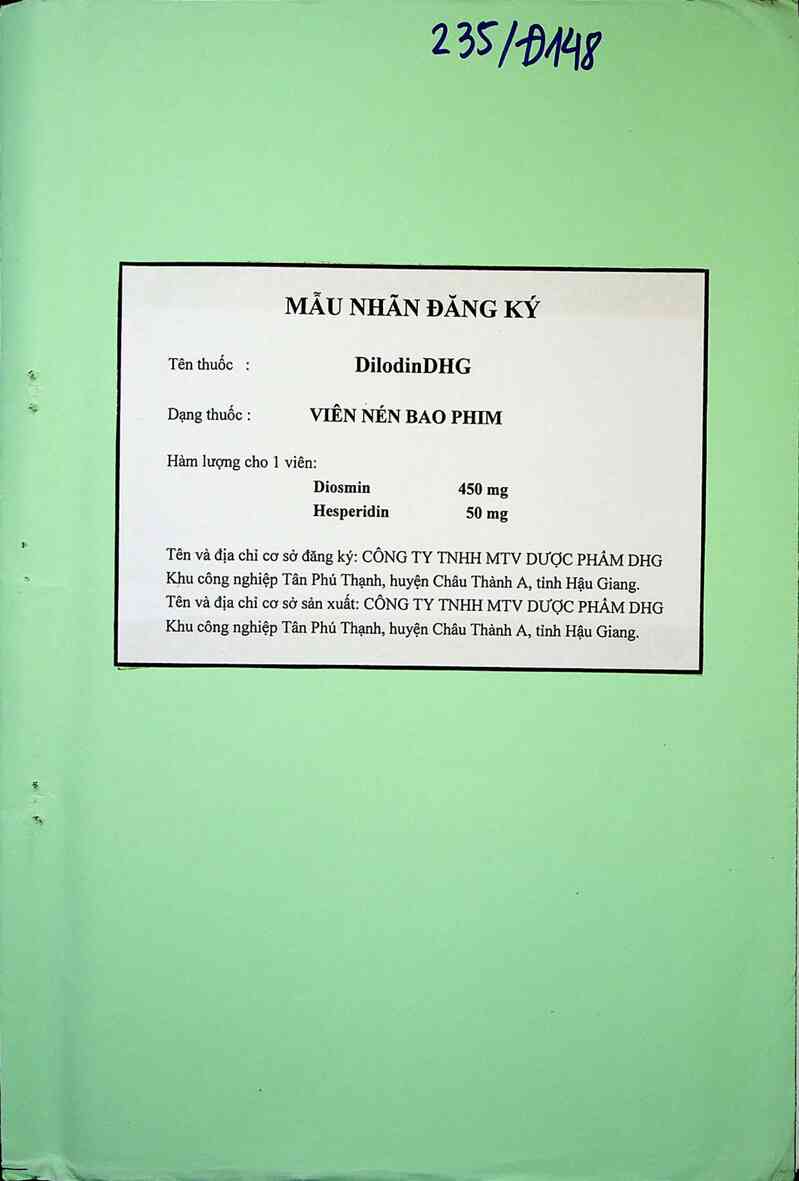 235/Đ148
MẪU NHÃN ĐĂNG KÝ
Tên thuốc : DilodinDHG
Dạng thuốc : VIÊN NÉN BAO PHIM
Hàm lượng cho 1 viên:
Diosmin 450 mg
Hesperidin 50 mg
Tên và địa chỉ cơ sở đăng ký: CÔNG TY TNHH MTV DƯỢC PHẨM DHG
Khu công nghiệp Tân Phú Thạnh, huyện Châu Thành A, tỉnh Hậu Giang.
Tên và địa chỉ cơ sở sản xuất: CÔNG TY TNHH MTV DƯỢC PHẨM DHG
Khu công nghiệp Tân Phú Thạnh, huyện Châu Thành A, tỉnh Hậu Giang.